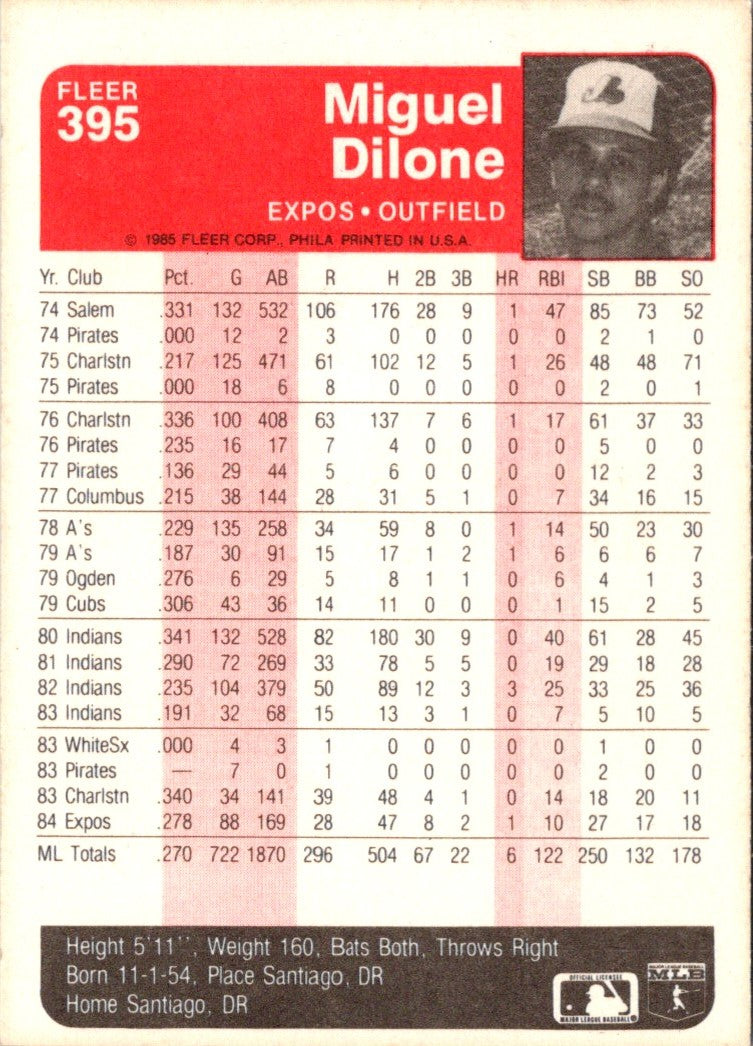 FLEER
395
Miguel
Dilone
EXPOS • OUTFIELD
© 1985 FLEER CORP., PHILA PRINTED IN U.S.A.
Yr. Club Pct. G AB R H 2B 3B HR RBI SB BB SO
74 Salem .331 132 532 106 176 28 9 1 47 85 73 52
74 Pirates .000 12 2 3 0 0 0 0 0 2 1 0
75 Charlstn .217 125 471 61 102 12 5 1 26 48 48 71
75 Pirates .000 18 6 8 0 0 0 0 0 2 0 1
76 Charlstn .336 100 408 63 137 7 6 1 17 61 37 33
76 Pirates .235 16 17 7 4 0 0 0 0 5 0 0
77 Pirates .136 29 44 5 6 0 0 0 0 12 2 3
77 Columbus .215 38 144 28 31 5 1 0 7 34 16 15
78 A's .229 135 258 34 59 8 0 1 14 50 23 30
79 A's .187 30 91 15 17 1 2 1 6 6 6 7
79 Ogden .276 6 29 5 8 1 1 0 6 4 1 3
79 Cubs .306 43 36 14 11 0 0 0 1 15 2 5
80 Indians .341 132 528 82 180 30 9 0 40 61 28 45
81 Indians .290 72 269 33 78 5 5 0 19 29 18 28
82 Indians .235 104 379 50 89 12 3 3 25 33 25 36
83 Indians .191 32 68 15 13 3 1 0 7 5 10 5
83 WhiteSx .000 4 3 1 0 0 0 0 0 1 0 0
83 Pirates — 7 0 1 0 0 0 0 0 2 0 0
83 Charlstn .340 34 141 39 48 4 1 0 14 18 20 11
84 Expos .278 88 169 28 47 8 2 1 10 27 17 18
ML Totals .270 722 1870 296 504 67 22 6 122 250 132 178
Height 5'11'', Weight 160, Bats Both, Throws Right
Born 11-1-54, Place Santiago, DR
Home Santiago, DR
OFFICIAL LICENSEE
MAJOR LEAGUE BASEBALL®
MAJOR LEAGUE BASEBALL
MLB